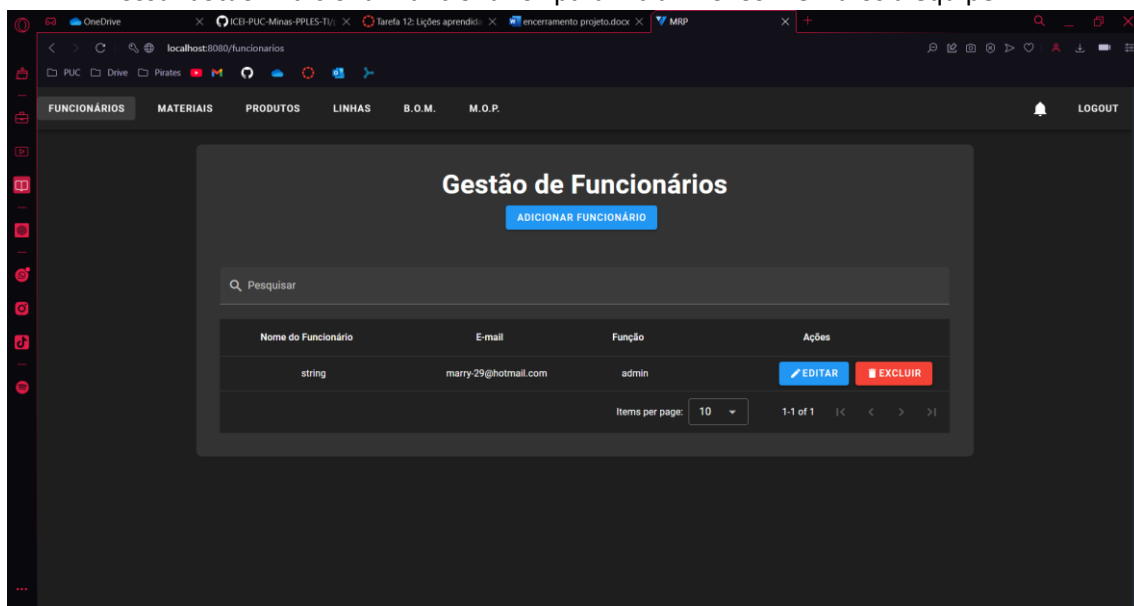 OneDrive
ICEI-PUC-Minas-PPLES-TI/
Tarefa 12: Lições aprendida
encerramento projeto.docx
MRP
localhost:8080/funcionarios
PUC Drive Pirates
FUNCIONÁRIOS MATERIAIS PRODUTOS LINHAS B.O.M. M.O.P. LOGOUT
Gestão de Funcionários
ADICIONAR FUNCIONÁRIO
Pesquisar
Nome do Funcionário E-mail Função Ações
string marry-29@hotmail.com admin EDITAR EXCLUIR
Items per page: 10 1-1 of 1